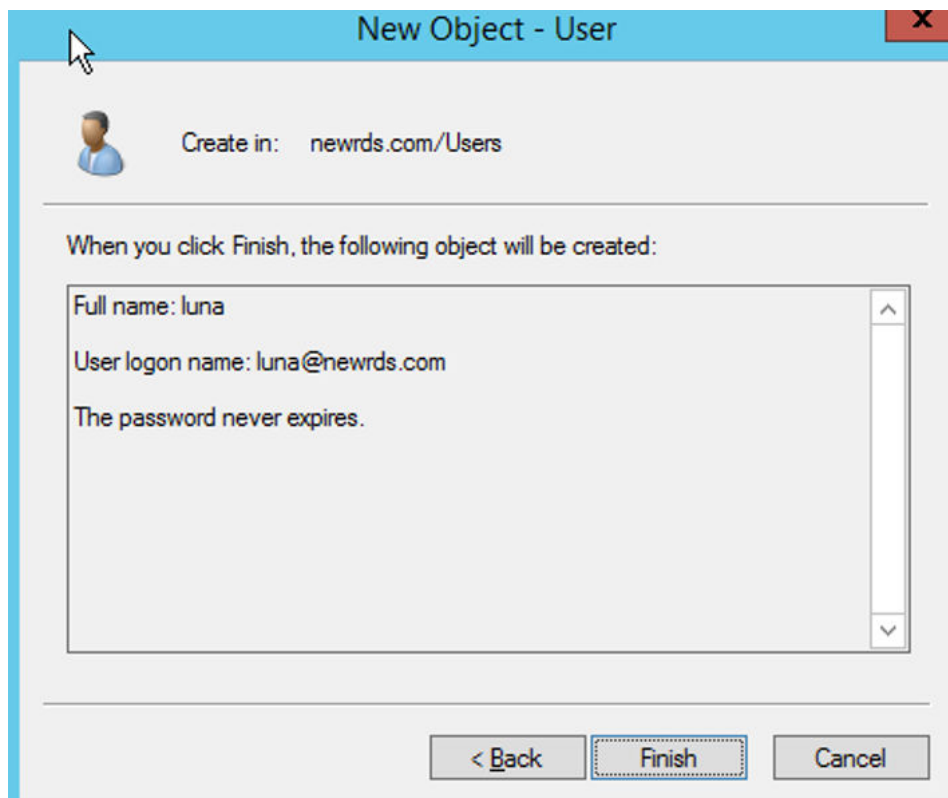 New Object - User
X
Create in: newrds.com/Users
When you click Finish, the following object will be created:
Full name: luna
User logon name: luna@newrds.com
The password never expires.
< Back Finish Cancel